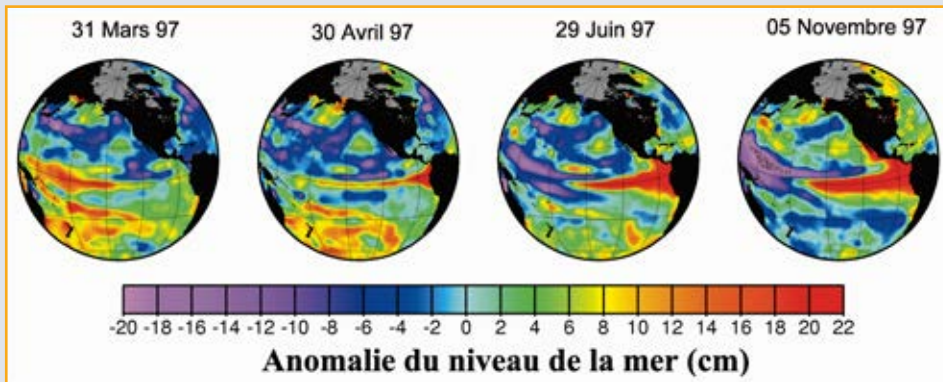 31 Mars 97 30 Avril 97 29 Juin 97 05 Novembre 97
-20 -18 -16 -14 -12 -10 -8 -6 -4 -2 0 2 4 6 8 10 12 14 16 18 20 22
Anomalie du niveau de la mer (cm)